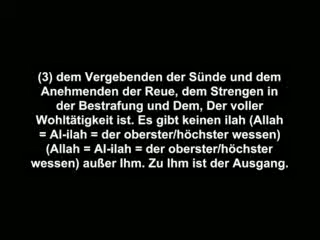 (3) dem Vergebenden der Sünde und dem
Anehmenden der Reue, dem Strengen in
der Bestrafung und Dem, Der voller
Wohltätigkeit ist. Es gibt keinen ilah (Allah
= Al-ilah = der oberster/höchster wessen)
(Allah = Al-ilah = der oberster/höchster
wessen) außer Ihm. Zu Ihm ist der Ausgang.